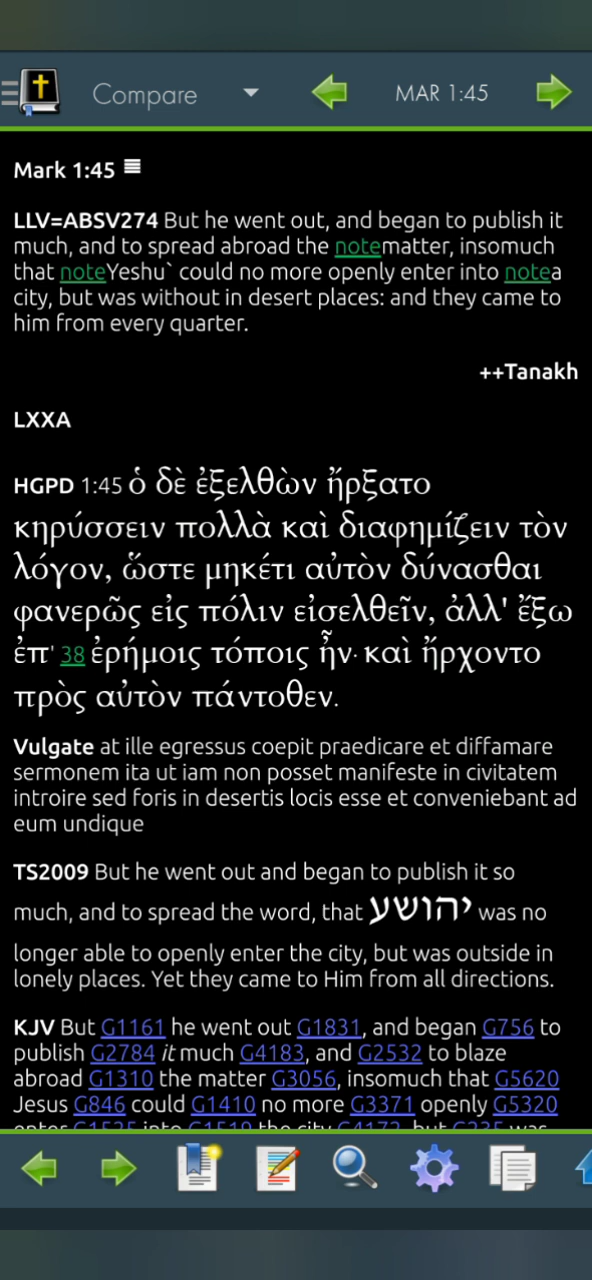 Compare
MAR 1:45
Mark 1:45
LLV=ABSV274 But he went out, and began to publish it
much, and to spread abroad the notematter, insomuch
that noteYeshu` could no more openly enter into notea
city, but was without in desert places: and they came to
him from every quarter.
++Tanakh
LXXA
HGPD 1:45 ὁ δὲ ἐξελθὼν ἤρξατο
κηρύσσειν πολλὰ καὶ διαφημίζειν τὸν
λόγον, ὥστε μηκέτι αὐτὸν δύνασθαι
φανερῶς εἰς πόλιν εἰσελθεῖν, ἀλλ' ἔξω
ἐπ' 38 ἐρήμοις τόποις ἦν· καὶ ἤρχοντο
πρὸς αὐτὸν πάντοθεν.
Vulgate at ille egressus coepit praedicare et diffamare
sermonem ita ut iam non posset manifeste in civitatem
introire sed foris in desertis locis esse et conveniebant ad
eum undique
TS2009 But he went out and began to publish it so
much, and to spread the word, that יהושע was no
longer able to openly enter the city, but was outside in
lonely places. Yet they came to Him from all directions.
KJV But G1161 he went out G1831, and began G756 to
publish G2784 it much G4183, and G2532 to blaze
abroad G1310 the matter G3056, insomuch that G5620
Jesus G846 could G1410 no more G3371 openly G5320
enter G1525 into G1519 the city G4172, but G235 was